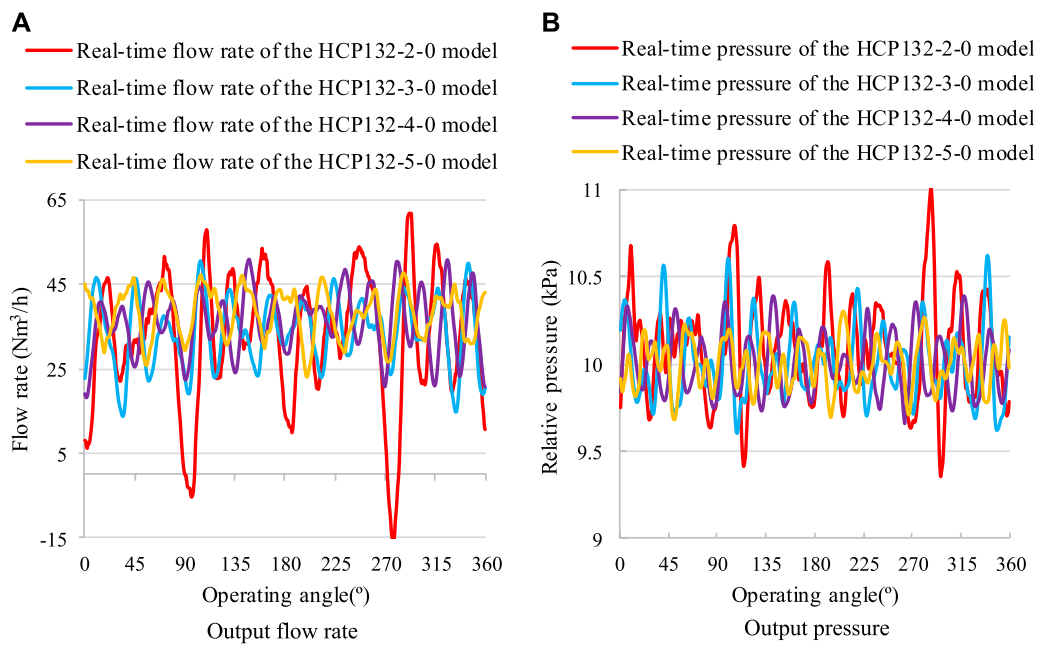 A
Real-time flow rate of the HCP132-2-0 model
Real-time flow rate of the HCP132-3-0 model
Real-time flow rate of the HCP132-4-0 model
Real-time flow rate of the HCP132-5-0 model
65
45
25
5
-15
Flow rate (Nm³/h)
0 45 90 135 180 225 270 315 360
Operating angle(º)
Output flow rate
B
Real-time pressure of the HCP132-2-0 model
Real-time pressure of the HCP132-3-0 model
Real-time pressure of the HCP132-4-0 model
Real-time pressure of the HCP132-5-0 model
11
10.5
10
9.5
9
Relative pressure (kPa)
0 45 90 135 180 225 270 315 360
Operating angle(º)
Output pressure